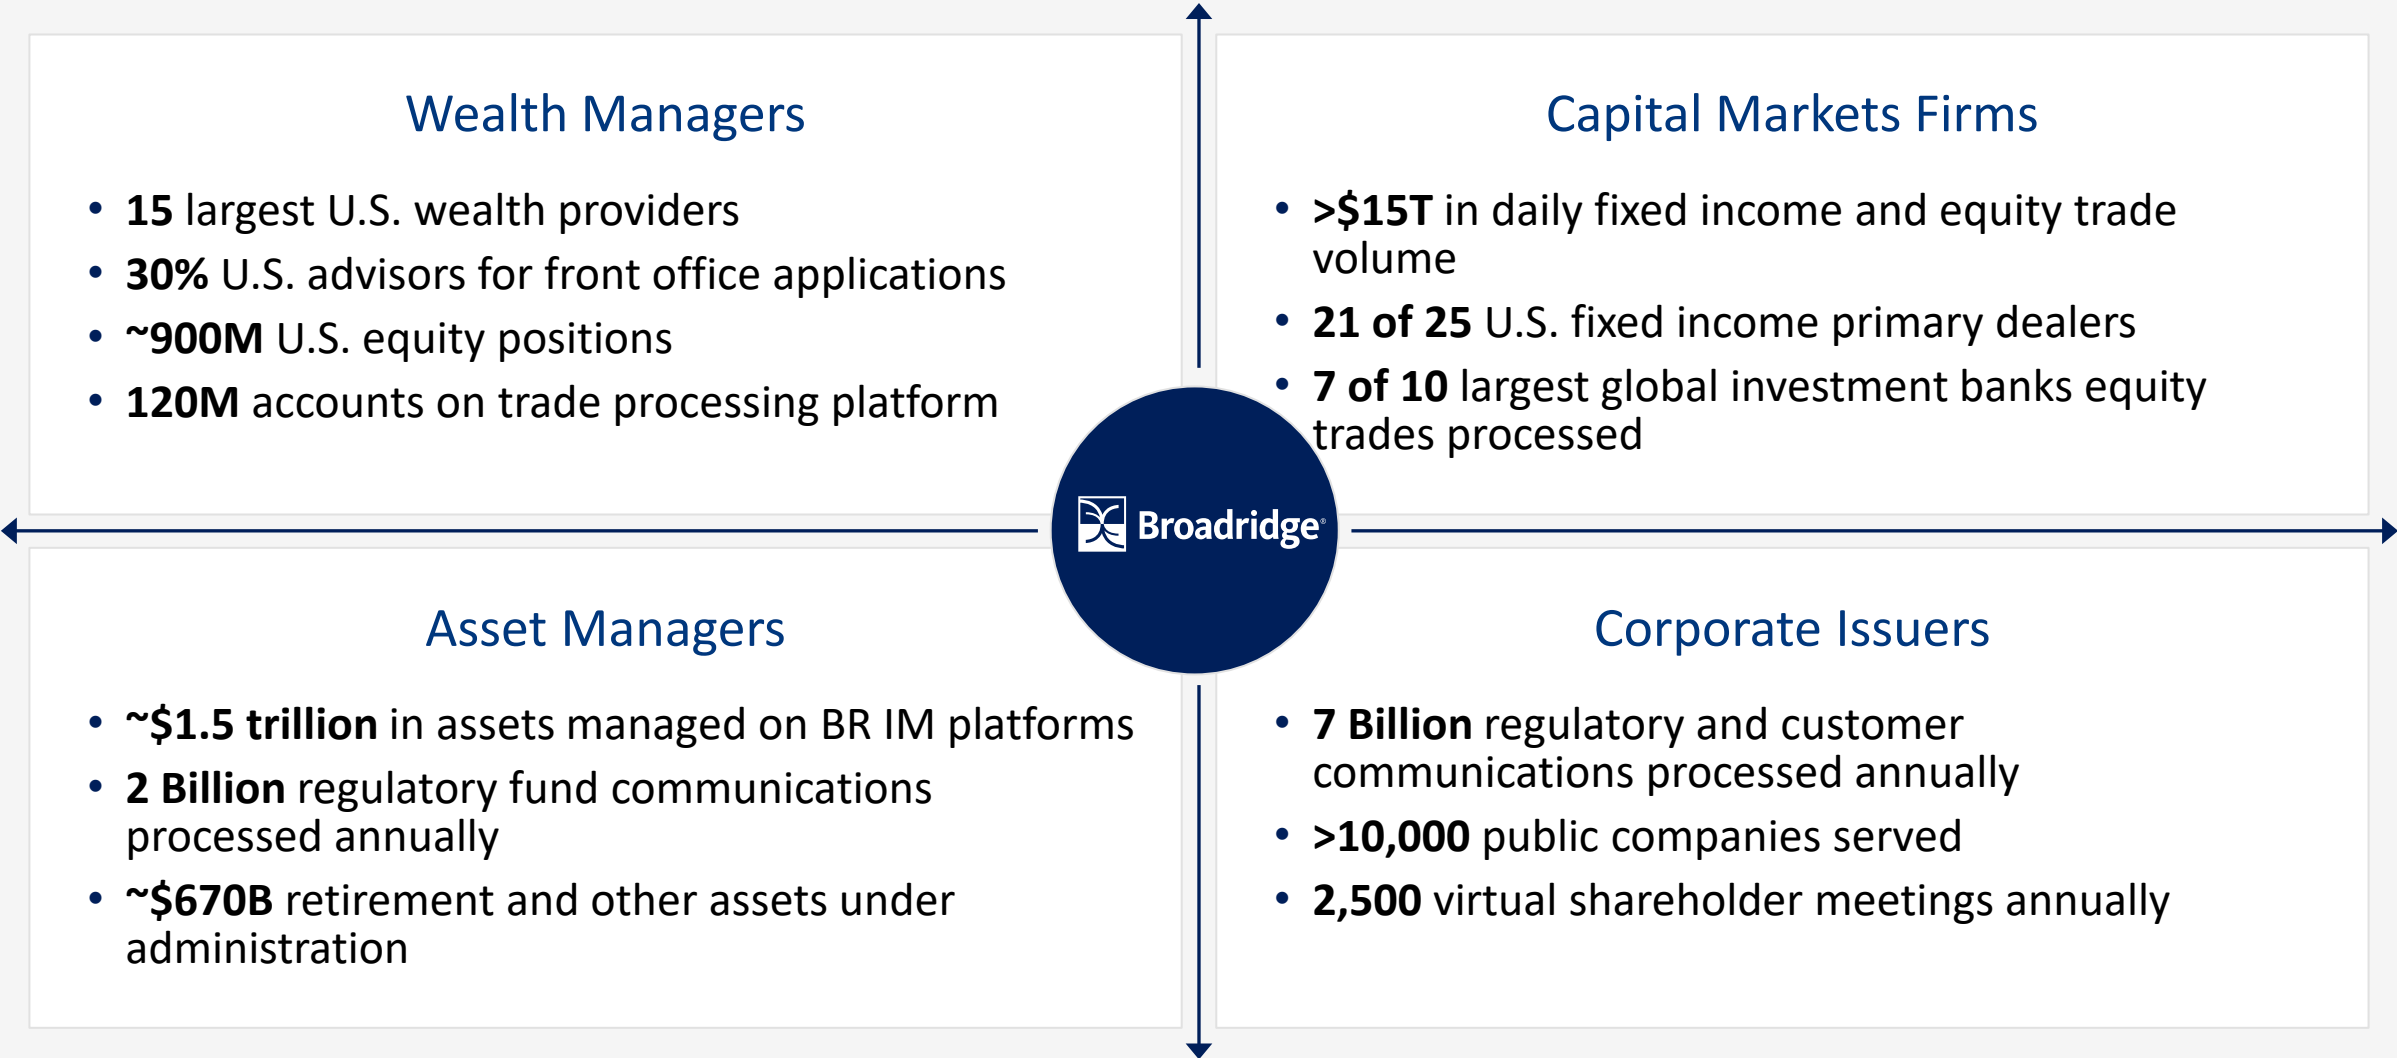 Wealth Managers
• 15 largest U.S. wealth providers
• 30% U.S. advisors for front office applications
• ~900M U.S. equity positions
• 120M accounts on trade processing platform
Capital Markets Firms
• >$15T in daily fixed income and equity trade
volume
• 21 of 25 U.S. fixed income primary dealers
• 7 of 10 largest global investment banks equity
trades processed
Broadridge®
Asset Managers
• ~$1.5 trillion in assets managed on BR IM platforms
• 2 Billion regulatory fund communications
processed annually
• ~$670B retirement and other assets under
administration
Corporate Issuers
• 7 Billion regulatory and customer
communications processed annually
• >10,000 public companies served
• 2,500 virtual shareholder meetings annually